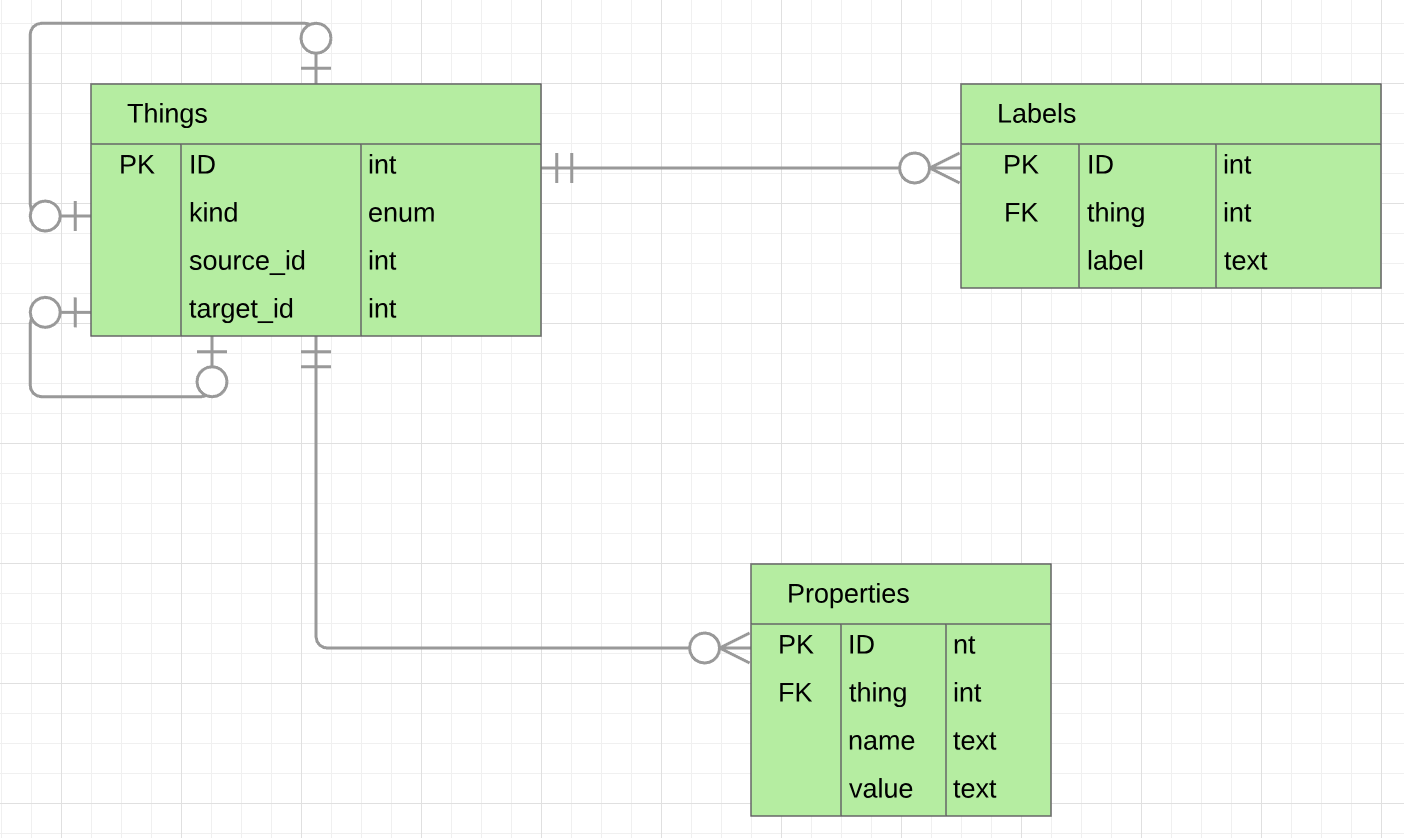 Things
PK ID int
kind enum
source_id int
target_id int
Labels
PK ID int
FK thing int
label text
Properties
PK ID nt
FK thing int
name text
value text